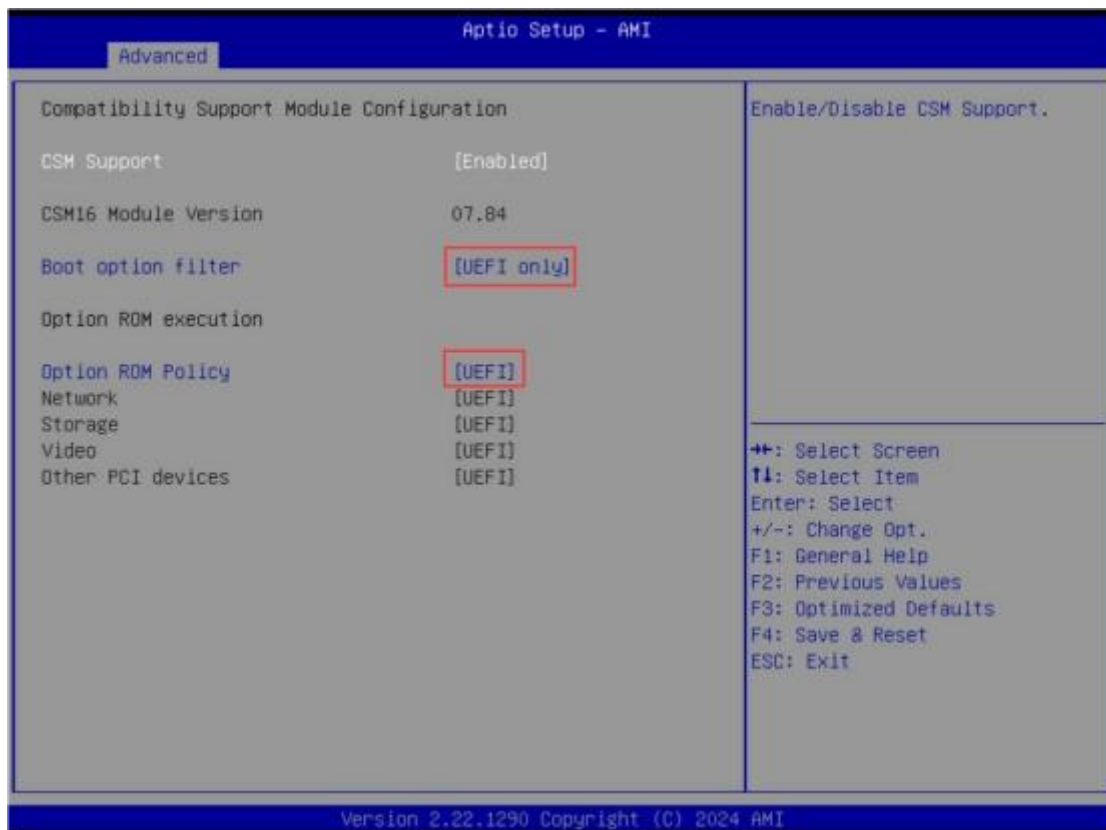 Aptio Setup - AMI
Advanced
Compatibility Support Module Configuration
CSM Support [Enabled]
CSM16 Module Version 07.84
Boot option filter [UEFI only]
Option ROM execution
Option ROM Policy [UEFI]
Network [UEFI]
Storage [UEFI]
Video [UEFI]
Other PCI devices [UEFI]
Enable/Disable CSM Support.
→←: Select Screen
↑↓: Select Item
Enter: Select
+/-: Change Opt.
F1: General Help
F2: Previous Values
F3: Optimized Defaults
F4: Save & Reset
ESC: Exit
Version 2.22.1290 Copyright (C) 2024 AMI